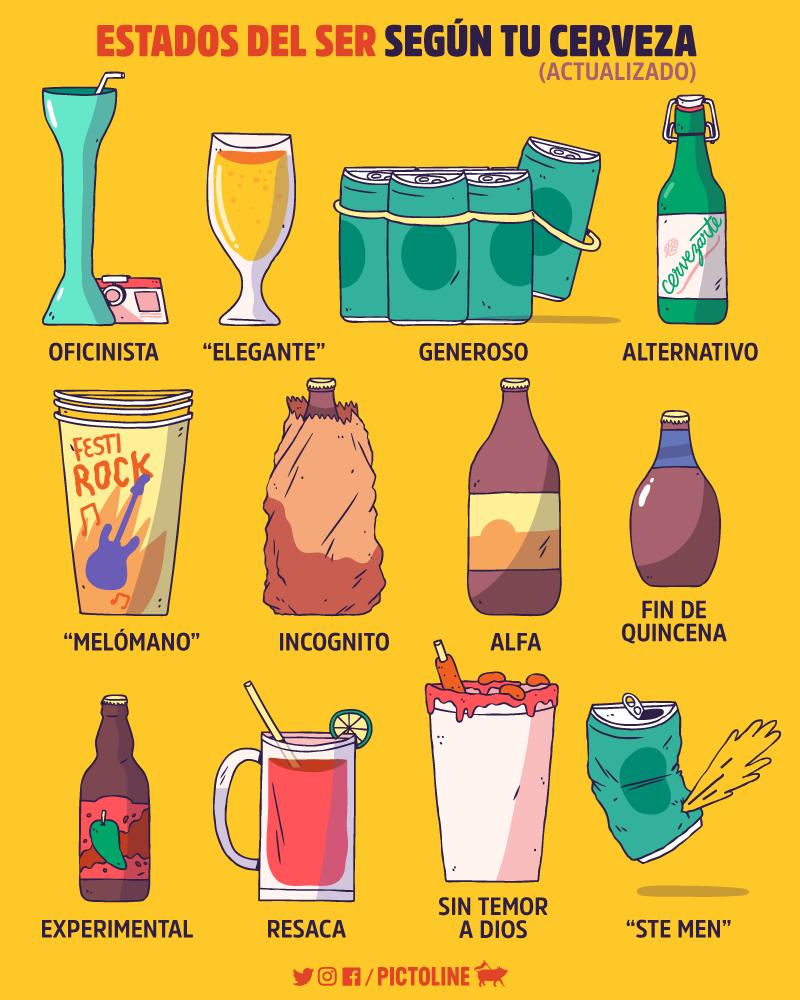 ESTADOS DEL SER SEGÚN TU CERVEZA
(ACTUALIZADO)
cervezarte
OFICINISTA
“ELEGANTE”
GENEROSO
ALTERNATIVO
FESTI
ROCK
“MELÓMANO”
INCOGNITO
ALFA
FIN DE
QUINCENA
EXPERIMENTAL
RESACA
SIN TEMOR
A DIOS
“STE MEN”
/ PICTOLINE